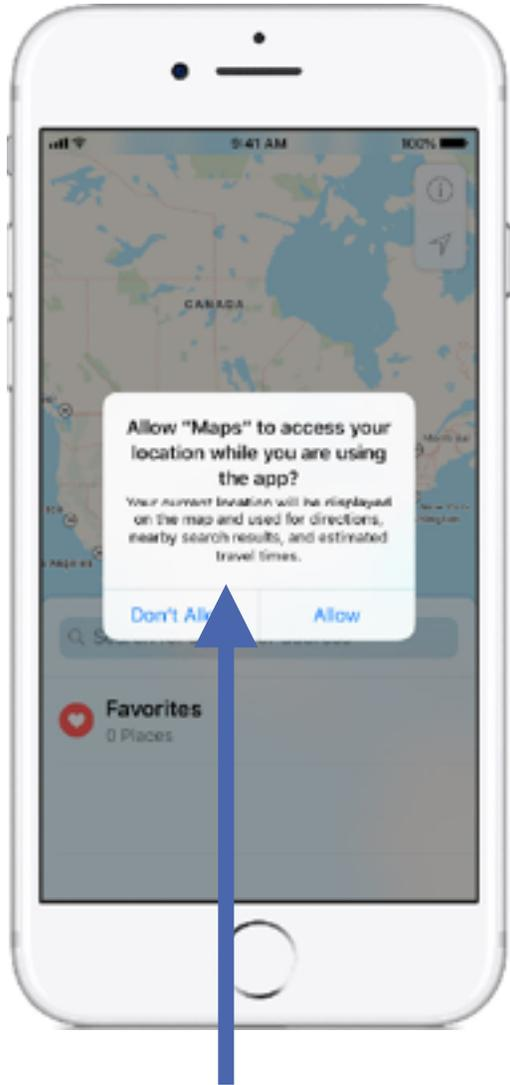 9:41 AM 100%
CANADA
Allow "Maps" to access your
location while you are using
the app?
Your current location will be displayed
on the map and used for directions,
nearby search results, and estimated
travel times.
Don't Allow
Favorites
0 Places